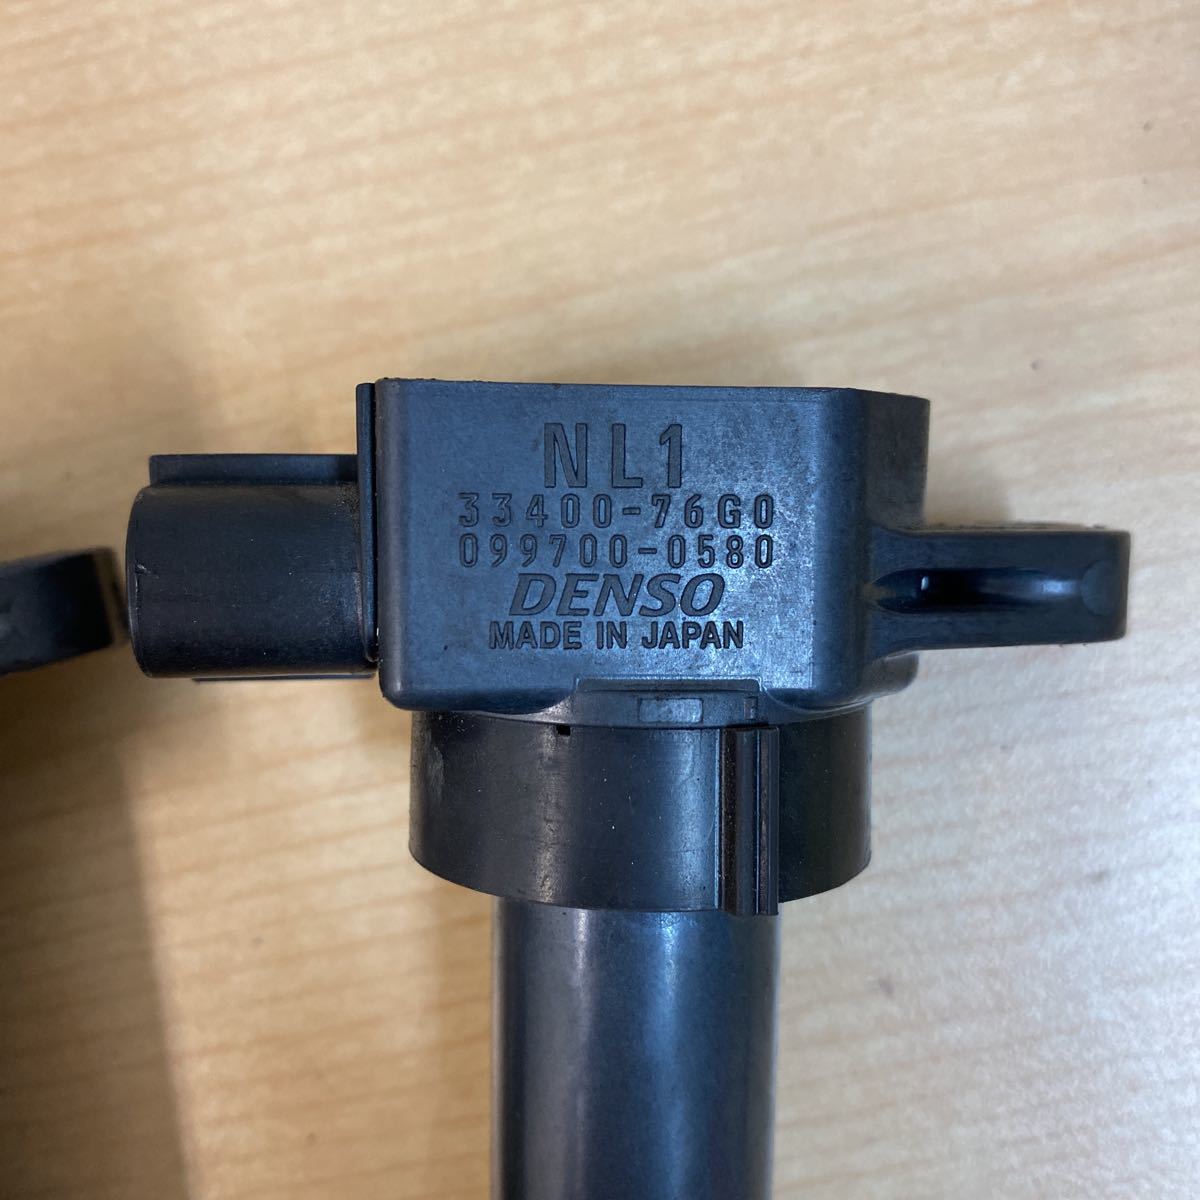 NL1
33400-76G0
099700-0580
DENSO
MADE IN JAPAN